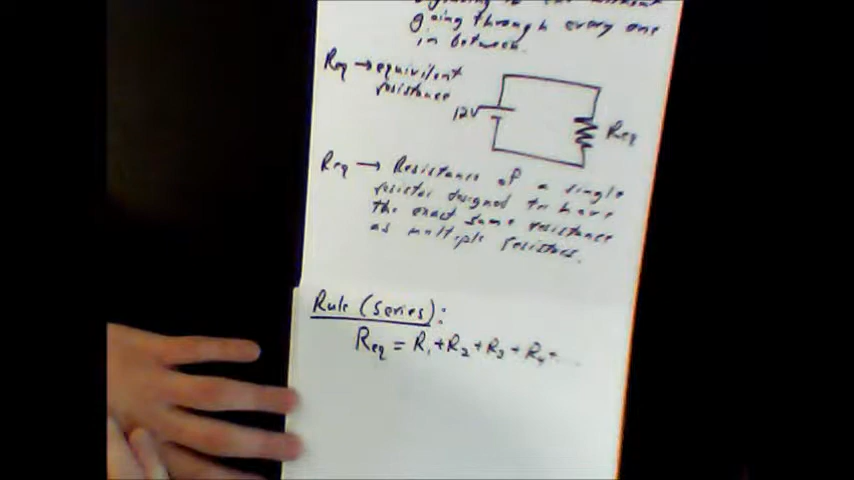 going through every one
in between.
Req → equivilent
resistance
12V
Req
Req → Resistance of a single
resistor designed to have
the exact same resistance
as multiple resistors.
Rule (series):
Req = R1 + R2 + R3 + R4 + ....